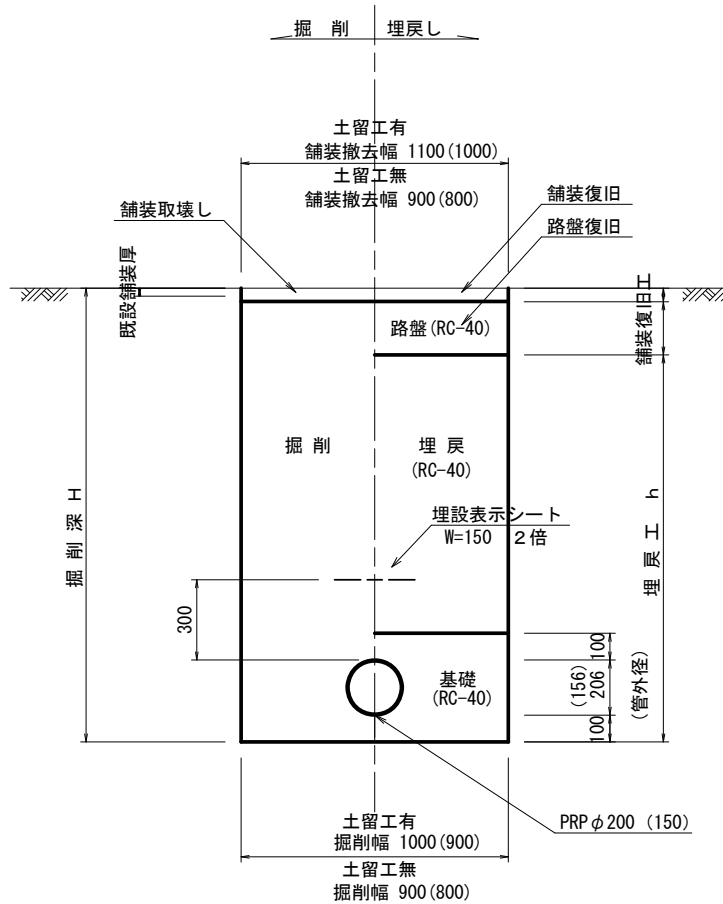 掘 削 埋戻し
土留工有
舗装撤去幅 1100(1000)
土留工無
舗装撤去幅 900(800)
舗装取壊し
舗装復旧
路盤復旧
既設舗装厚
舗装復旧工
路盤(RC-40)
掘 削
埋 戻
(RC-40)
掘 削 深 H
埋 戻 工 h
埋設表示シート
W=150 2倍
300
100
基礎
(RC-40)
(156)
206
(管外径)
100
PRPφ200 (150)
土留工有
掘削幅 1000(900)
土留工無
掘削幅 900(800)